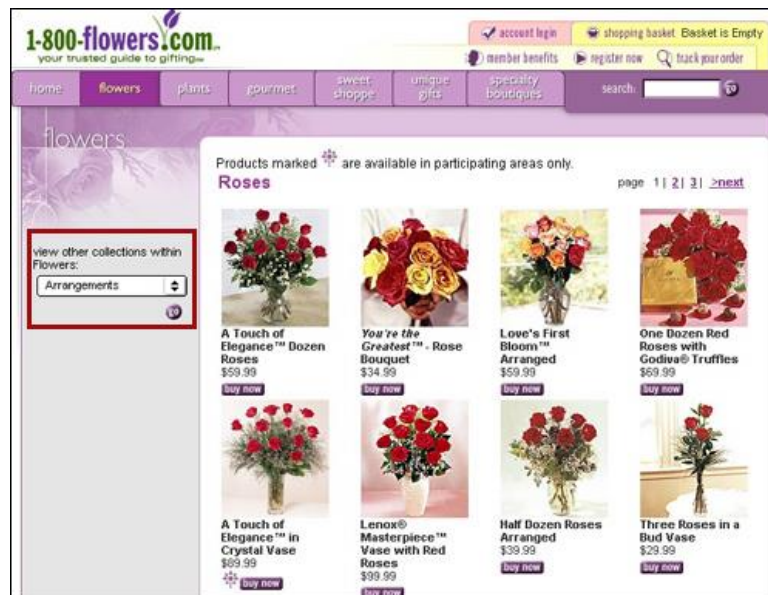 1-800-flowers.com
your trusted guide to gifting
account login
shopping basket Basket is Empty
member benefits
register now
track your order
home
flowers
plants
gourmet
sweet shoppe
unique gifts
specialty boutiques
search:
go
flowers
Products marked are available in participating areas only.
Roses
page 1| 2| 3| >next
view other collections within
Flowers:
Arrangements
go
A Touch of
Elegance™ Dozen
Roses
$59.99
buy now
You're the
Greatest™ - Rose
Bouquet
$34.99
buy now
Love's First
Bloom™
Arranged
$59.99
buy now
One Dozen Red
Roses with
Godiva® Truffles
$69.99
buy now
A Touch of
Elegance™ in
Crystal Vase
$89.99
buy now
Lenox®
Masterpiece™
Vase with Red
Roses
$99.99
buy now
Half Dozen Roses
Arranged
$39.99
buy now
Three Roses in a
Bud Vase
$29.99
buy now